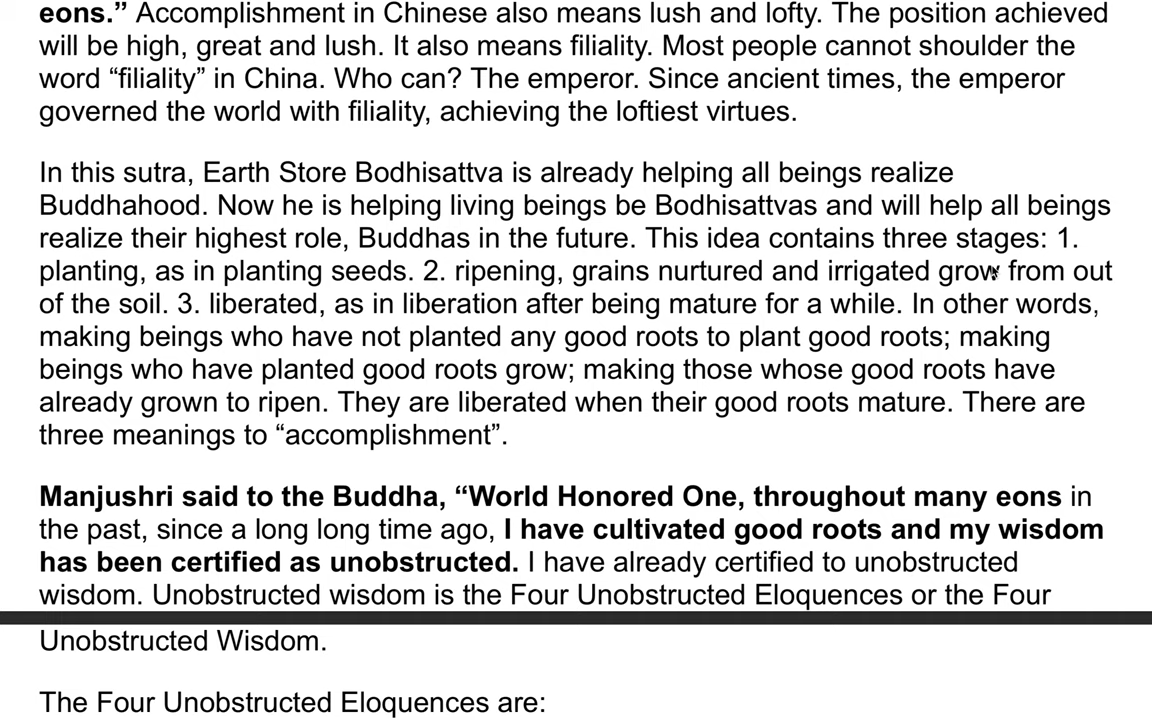 eons.” Accomplishment in Chinese also means lush and lofty. The position achieved
will be high, great and lush. It also means filiality. Most people cannot shoulder the
word “filiality” in China. Who can? The emperor. Since ancient times, the emperor
governed the world with filiality, achieving the loftiest virtues.
In this sutra, Earth Store Bodhisattva is already helping all beings realize
Buddhahood. Now he is helping living beings be Bodhisattvas and will help all beings
realize their highest role, Buddhas in the future. This idea contains three stages: 1.
planting, as in planting seeds. 2. ripening, grains nurtured and irrigated grow from out
of the soil. 3. liberated, as in liberation after being mature for a while. In other words,
making beings who have not planted any good roots to plant good roots; making
beings who have planted good roots grow; making those whose good roots have
already grown to ripen. They are liberated when their good roots mature. There are
three meanings to “accomplishment”.
Manjushri said to the Buddha, “World Honored One, throughout many eons in
the past, since a long long time ago, I have cultivated good roots and my wisdom
has been certified as unobstructed. I have already certified to unobstructed
wisdom. Unobstructed wisdom is the Four Unobstructed Eloquences or the Four
Unobstructed Wisdom.
The Four Unobstructed Eloquences are: